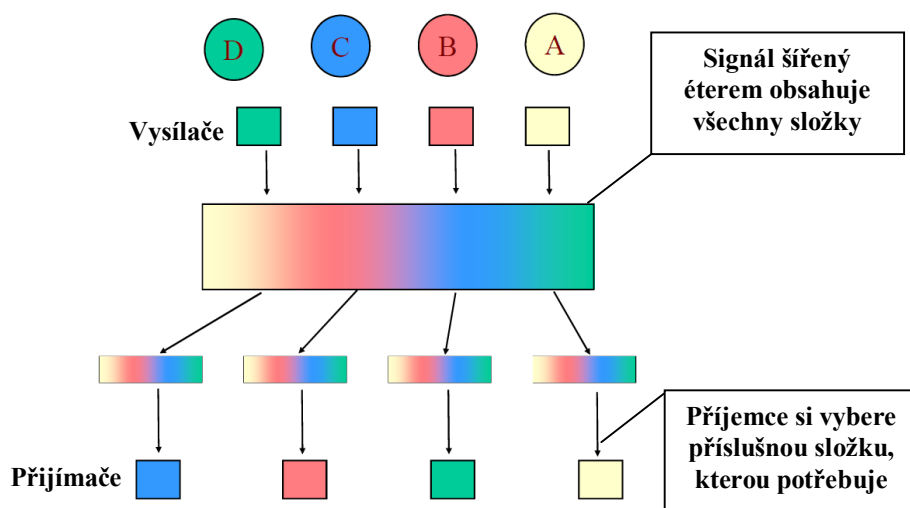 D
C
B
A
Signál šířený
éterem obsahuje
všechny složky
Vysílače
Příjemce si vybere
příslušnou složku,
kterou potřebuje
Přijímače